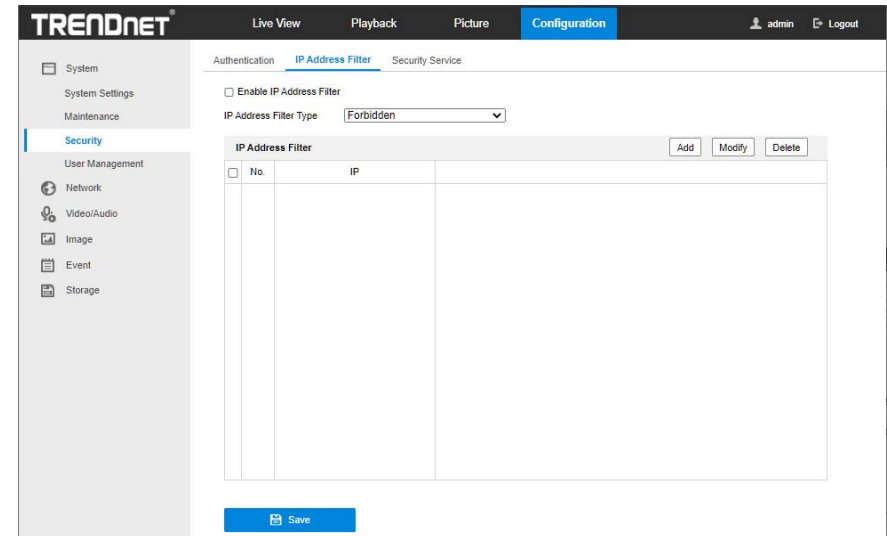 TRENDnet®
Live View Playback Picture Configuration admin Logout
System
System Settings
Maintenance
Security
User Management
Network
Video/Audio
Image
Event
Storage
Authentication IP Address Filter Security Service
Enable IP Address Filter
IP Address Filter Type Forbidden
IP Address Filter Add Modify Delete
No. IP
Save